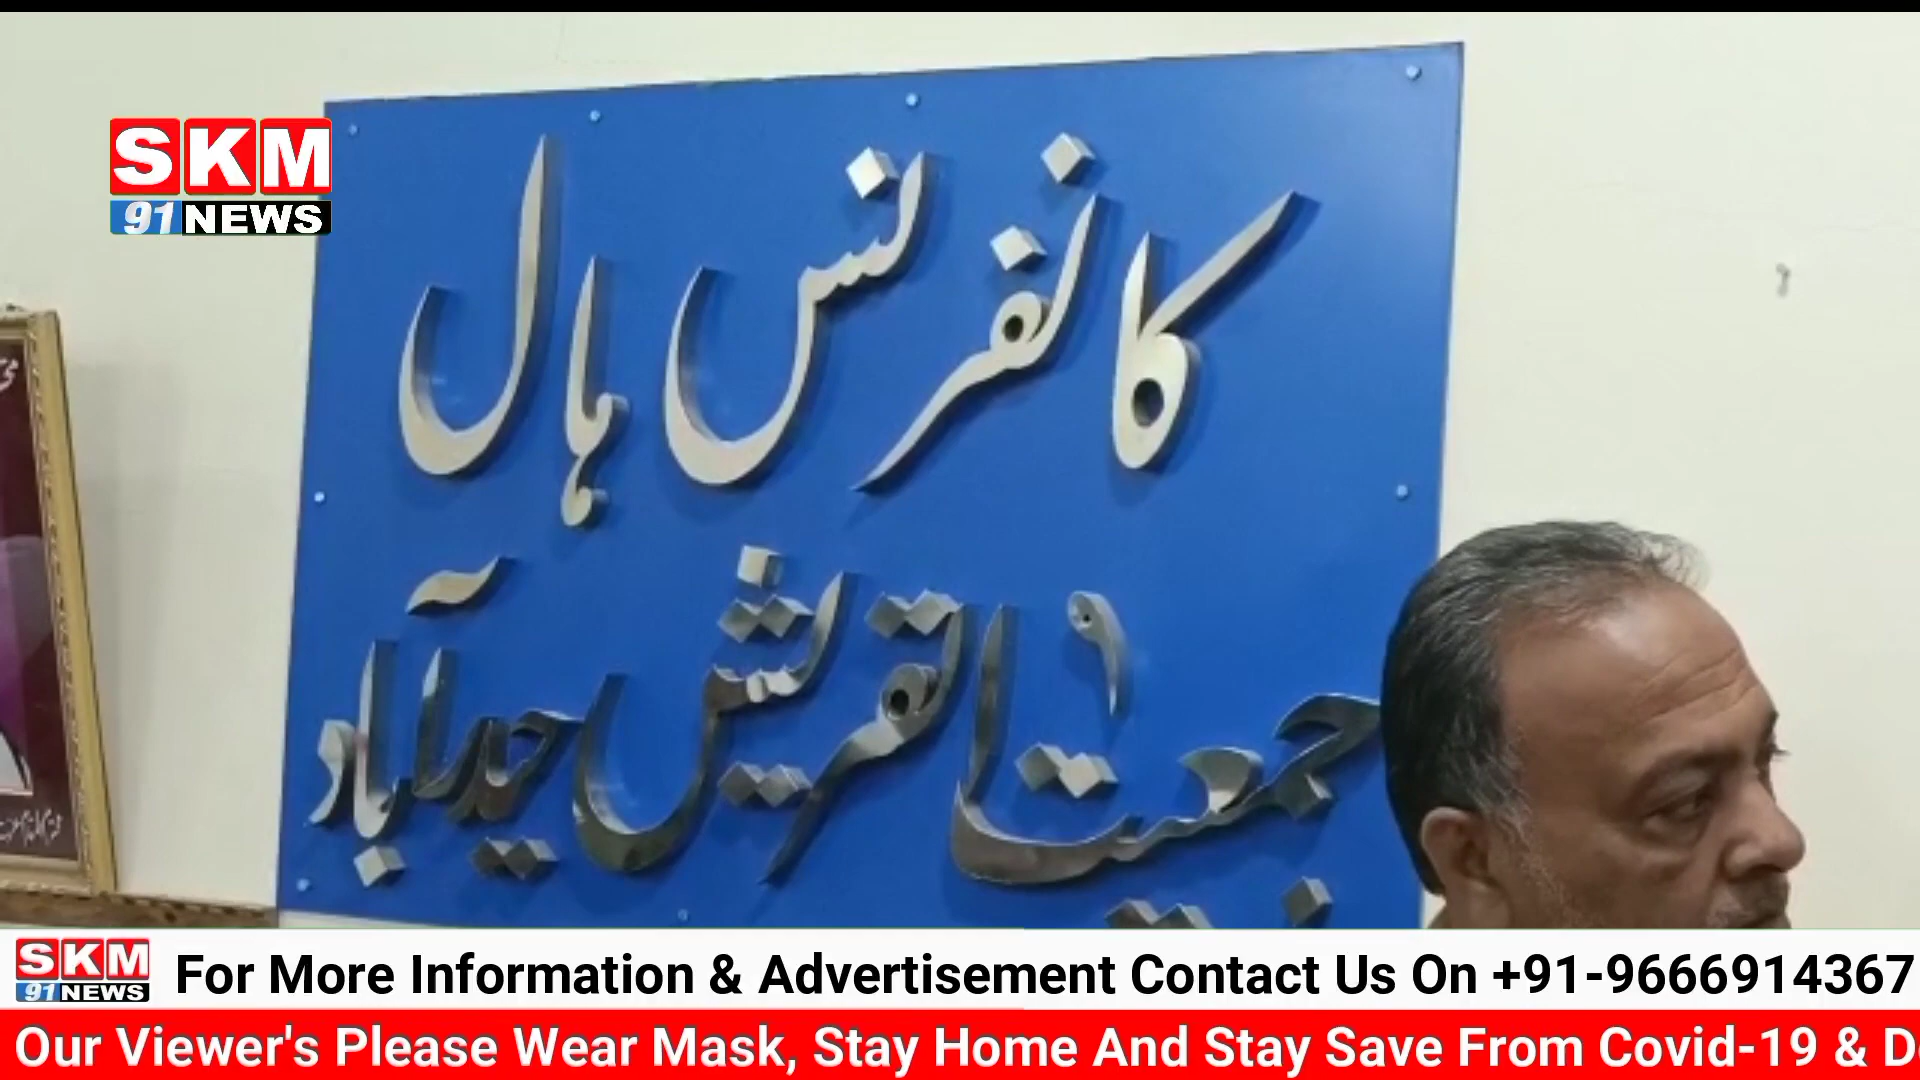 SKM
91 NEWS
کانفرنس ہال
جمعیتہ القریش حیدرآباد
SKM
91 NEWS
For More Information & Advertisement Contact Us On +91-9666914367
Our Viewer's Please Wear Mask, Stay Home And Stay Save From Covid-19 &